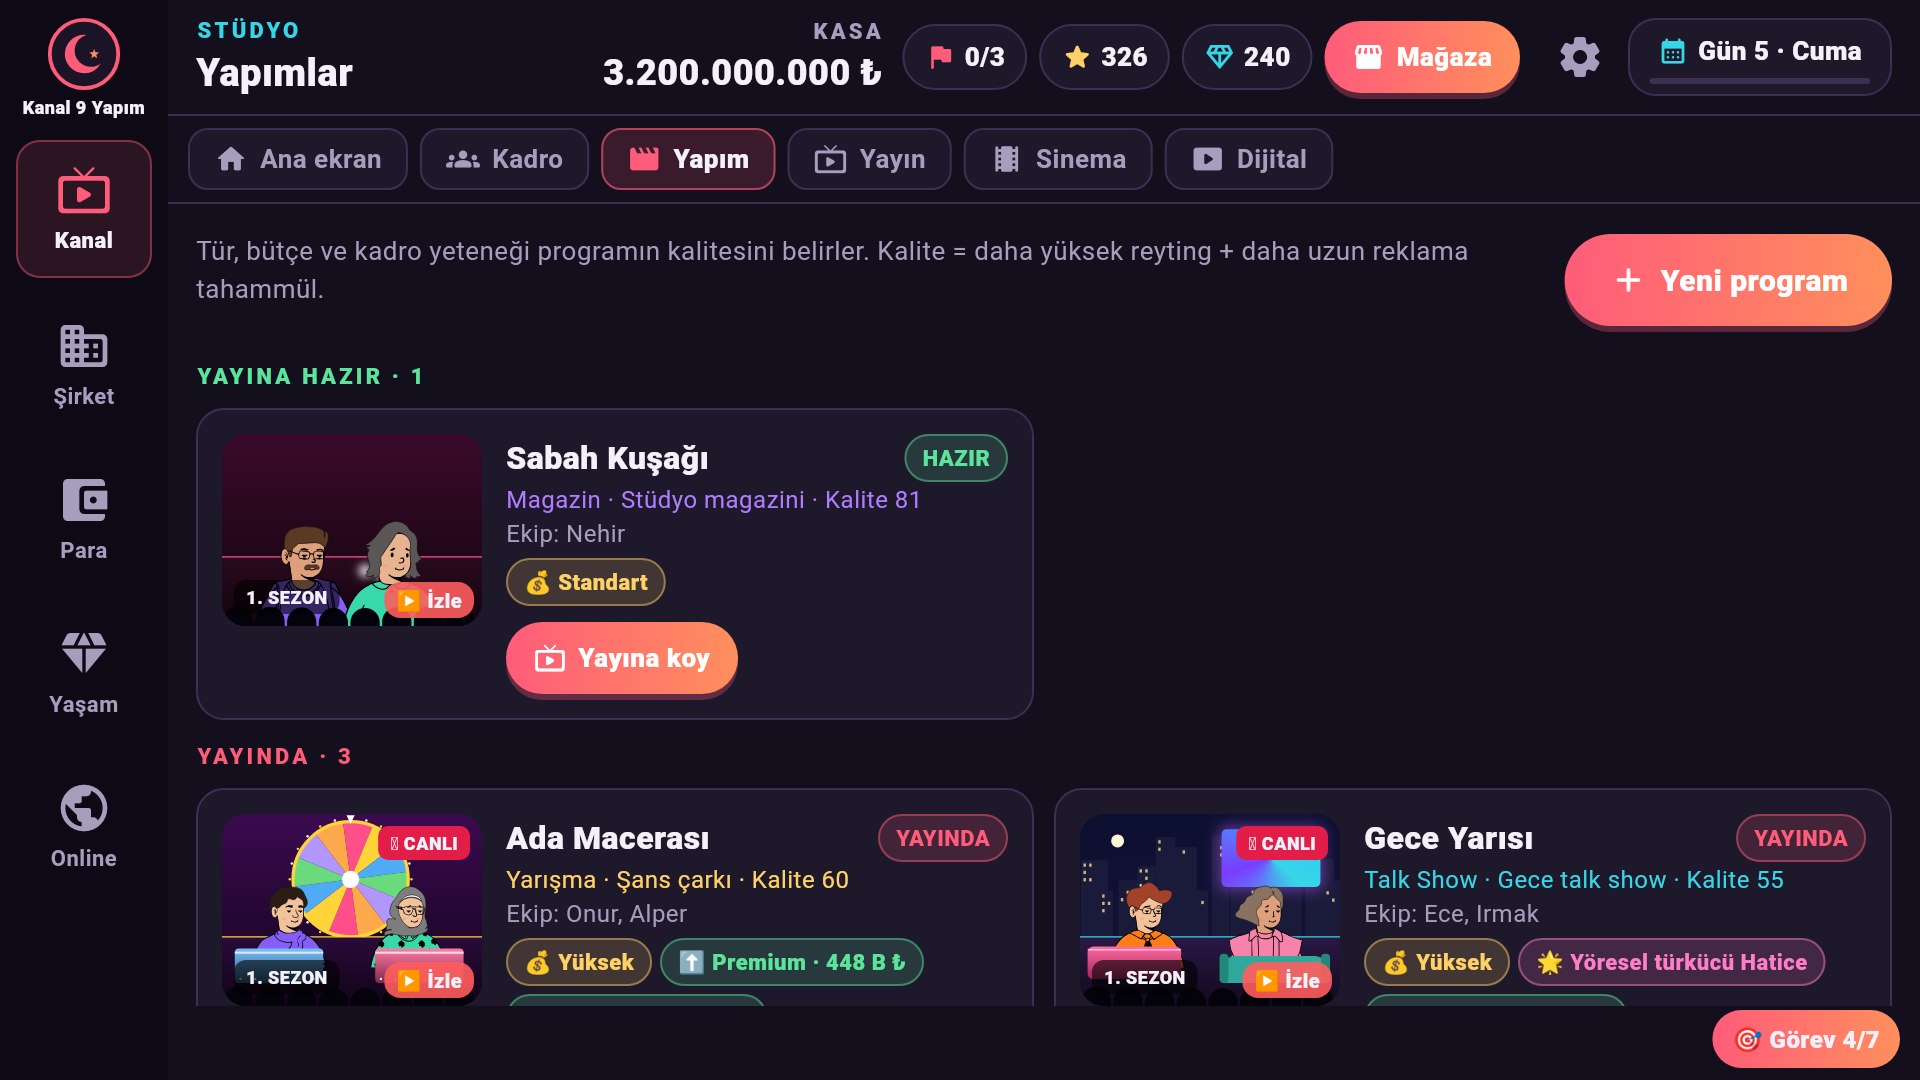 Kanal 9 Yapım
Kanal
Şirket
Para
Yaşam
Online
STÜDYO
Yapımlar
KASA
3.200.000.000 ₺
0/3
326
240
Mağaza
Gün 5 · Cuma
Ana ekran
Kadro
Yapım
Yayın
Sinema
Dijital
Tür, bütçe ve kadro yeteneği programın kalitesini belirler. Kalite = daha yüksek reyting + daha uzun reklama
tahammül.
+ Yeni program
YAYINA HAZIR · 1
Sabah Kuşağı
HAZIR
Magazin · Stüdyo magazini · Kalite 81
Ekip: Nehir
Standart
1. SEZON
İzle
Yayına koy
YAYINDA · 3
CANLI
Ada Macerası
YAYINDA
Yarışma · Şans çarkı · Kalite 60
Ekip: Onur, Alper
Yüksek
Premium · 448 B ₺
1. SEZON
İzle
CANLI
Gece Yarısı
YAYINDA
Talk Show · Gece talk show · Kalite 55
Ekip: Ece, Irmak
Yüksek
Yöresel türkücü Hatice
1. SEZON
İzle
Görev 4/7